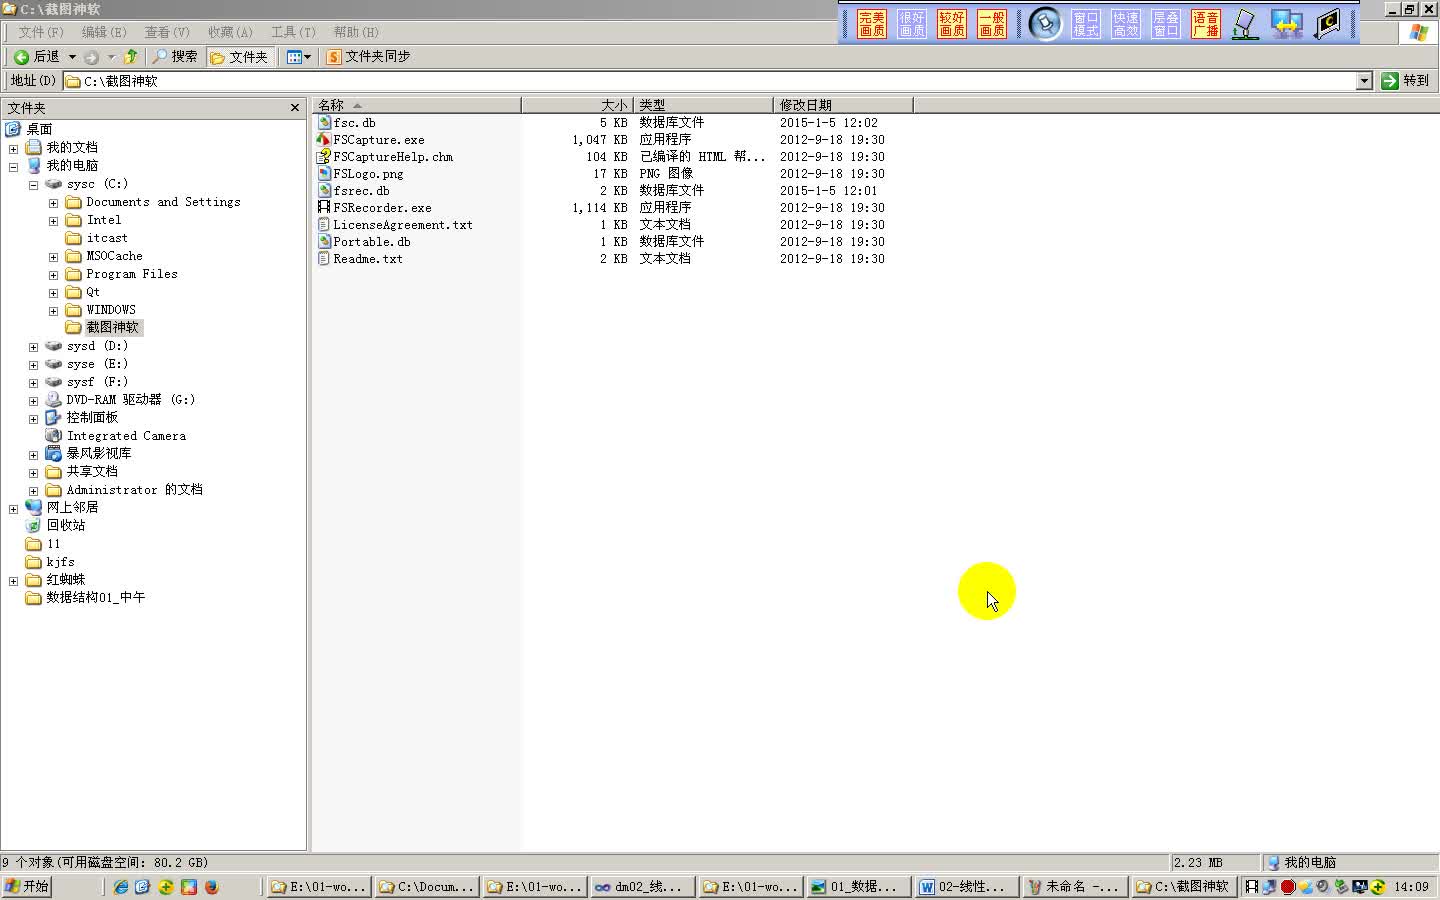 C:\截图神软
文件(F) 编辑(E) 查看(V) 收藏(A) 工具(T) 帮助(H)
完美画质 很好画质 较好画质 一般画质 窗口模式 快速高效 层叠窗口 语音广播
后退 搜索 文件夹 文件夹同步
地址(D) C:\截图神软 转到
文件夹
名称 大小 类型 修改日期
fsc.db 5 KB 数据库文件 2015-1-5 12:02
FSCapture.exe 1,047 KB 应用程序 2012-9-18 19:30
FSCaptureHelp.chm 104 KB 已编译的 HTML 帮... 2012-9-18 19:30
FSLogo.png 17 KB PNG 图像 2012-9-18 19:30
fsrec.db 2 KB 数据库文件 2015-1-5 12:01
FSRecorder.exe 1,114 KB 应用程序 2012-9-18 19:30
LicenseAgreement.txt 1 KB 文本文档 2012-9-18 19:30
Portable.db 1 KB 数据库文件 2012-9-18 19:30
Readme.txt 2 KB 文本文档 2012-9-18 19:30
桌面
我的文档
我的电脑
sysc (C:)
Documents and Settings
Intel
itcast
MSOCache
Program Files
Qt
WINDOWS
截图神软
sysd (D:)
syse (E:)
sysf (F:)
DVD-RAM 驱动器 (G:)
控制面板
Integrated Camera
暴风影视库
共享文档
Administrator 的文档
网上邻居
回收站
11
kjfs
红蜘蛛
数据结构01_中午
9 个对象(可用磁盘空间: 80.2 GB) 2.23 MB 我的电脑
开始 E:\01-wo... C:\Docum... E:\01-wo... dm02_线... E:\01-wo... 01_数据... 02-线性... 未命名 -... C:\截图神软 14:09